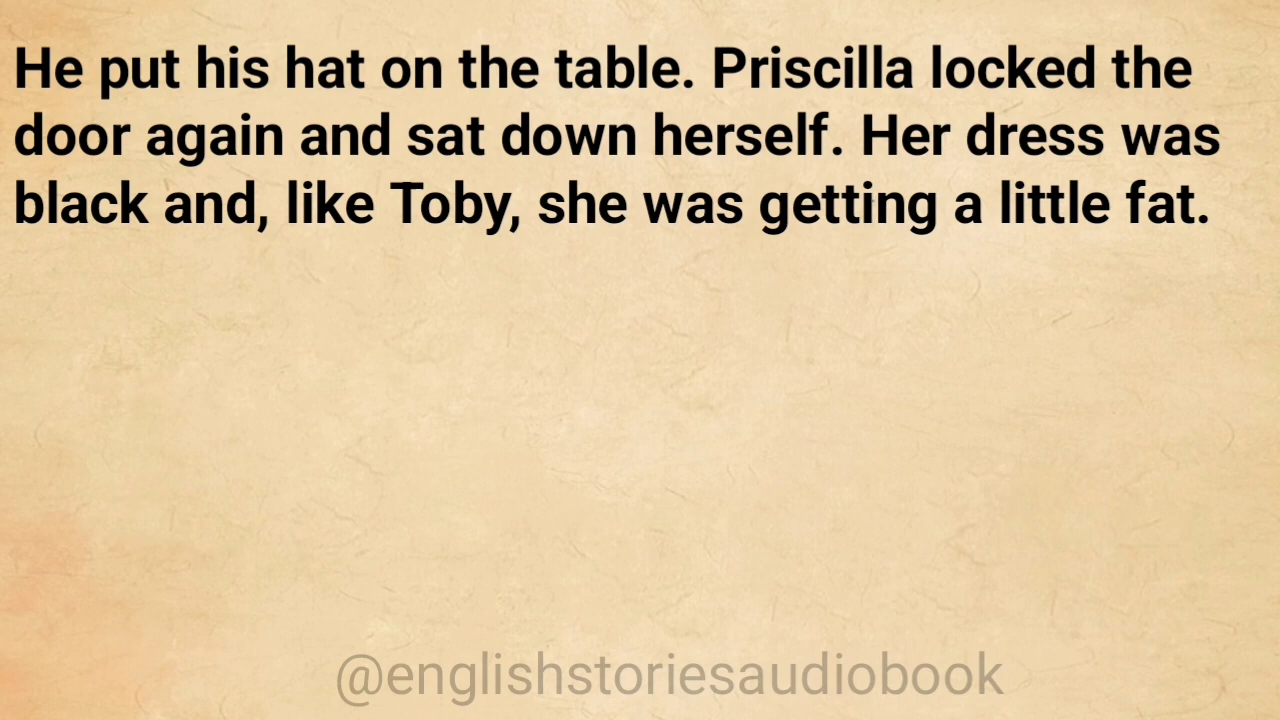 He put his hat on the table. Priscilla locked the
door again and sat down herself. Her dress was
black and, like Toby, she was getting a little fat.
@englishstoriesaudiobook